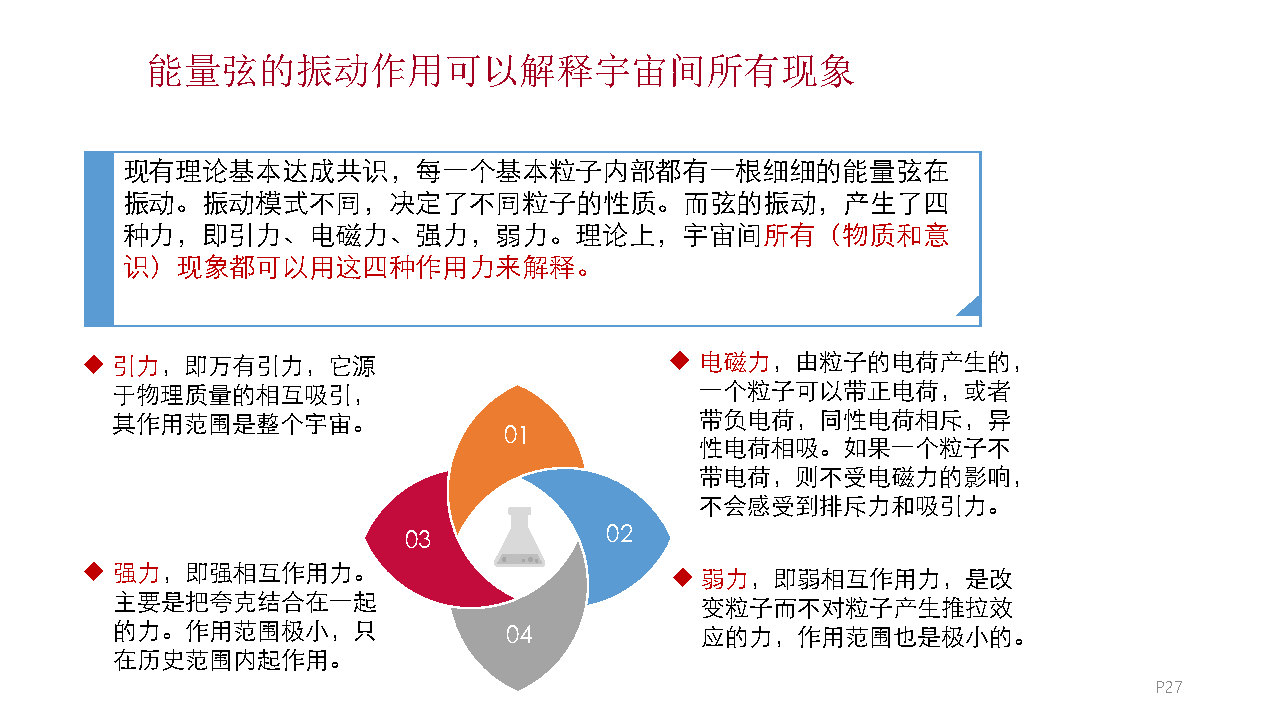 能量弦的振动作用可以解释宇宙间所有现象
现有理论基本达成共识，每一个基本粒子内部都有一根细细的能量弦在
振动。振动模式不同，决定了不同粒子的性质。而弦的振动，产生了四
种力，即引力、电磁力、强力，弱力。理论上，宇宙间所有（物质和意
识）现象都可以用这四种作用力来解释。
◆ 引力，即万有引力，它源
于物理质量的相互吸引，
其作用范围是整个宇宙。
◆ 电磁力，由粒子的电荷产生的，
一个粒子可以带正电荷，或者
带负电荷，同性电荷相斥，异
性电荷相吸。如果一个粒子不
带电荷，则不受电磁力的影响，
不会感受到排斥力和吸引力。
01
02
03
04
◆ 强力，即强相互作用力。
主要是把夸克结合在一起
的力。作用范围极小，只
在历史范围内起作用。
◆ 弱力，即弱相互作用力，是改
变粒子而不对粒子产生推拉效
应的力，作用范围也是极小的。
P27